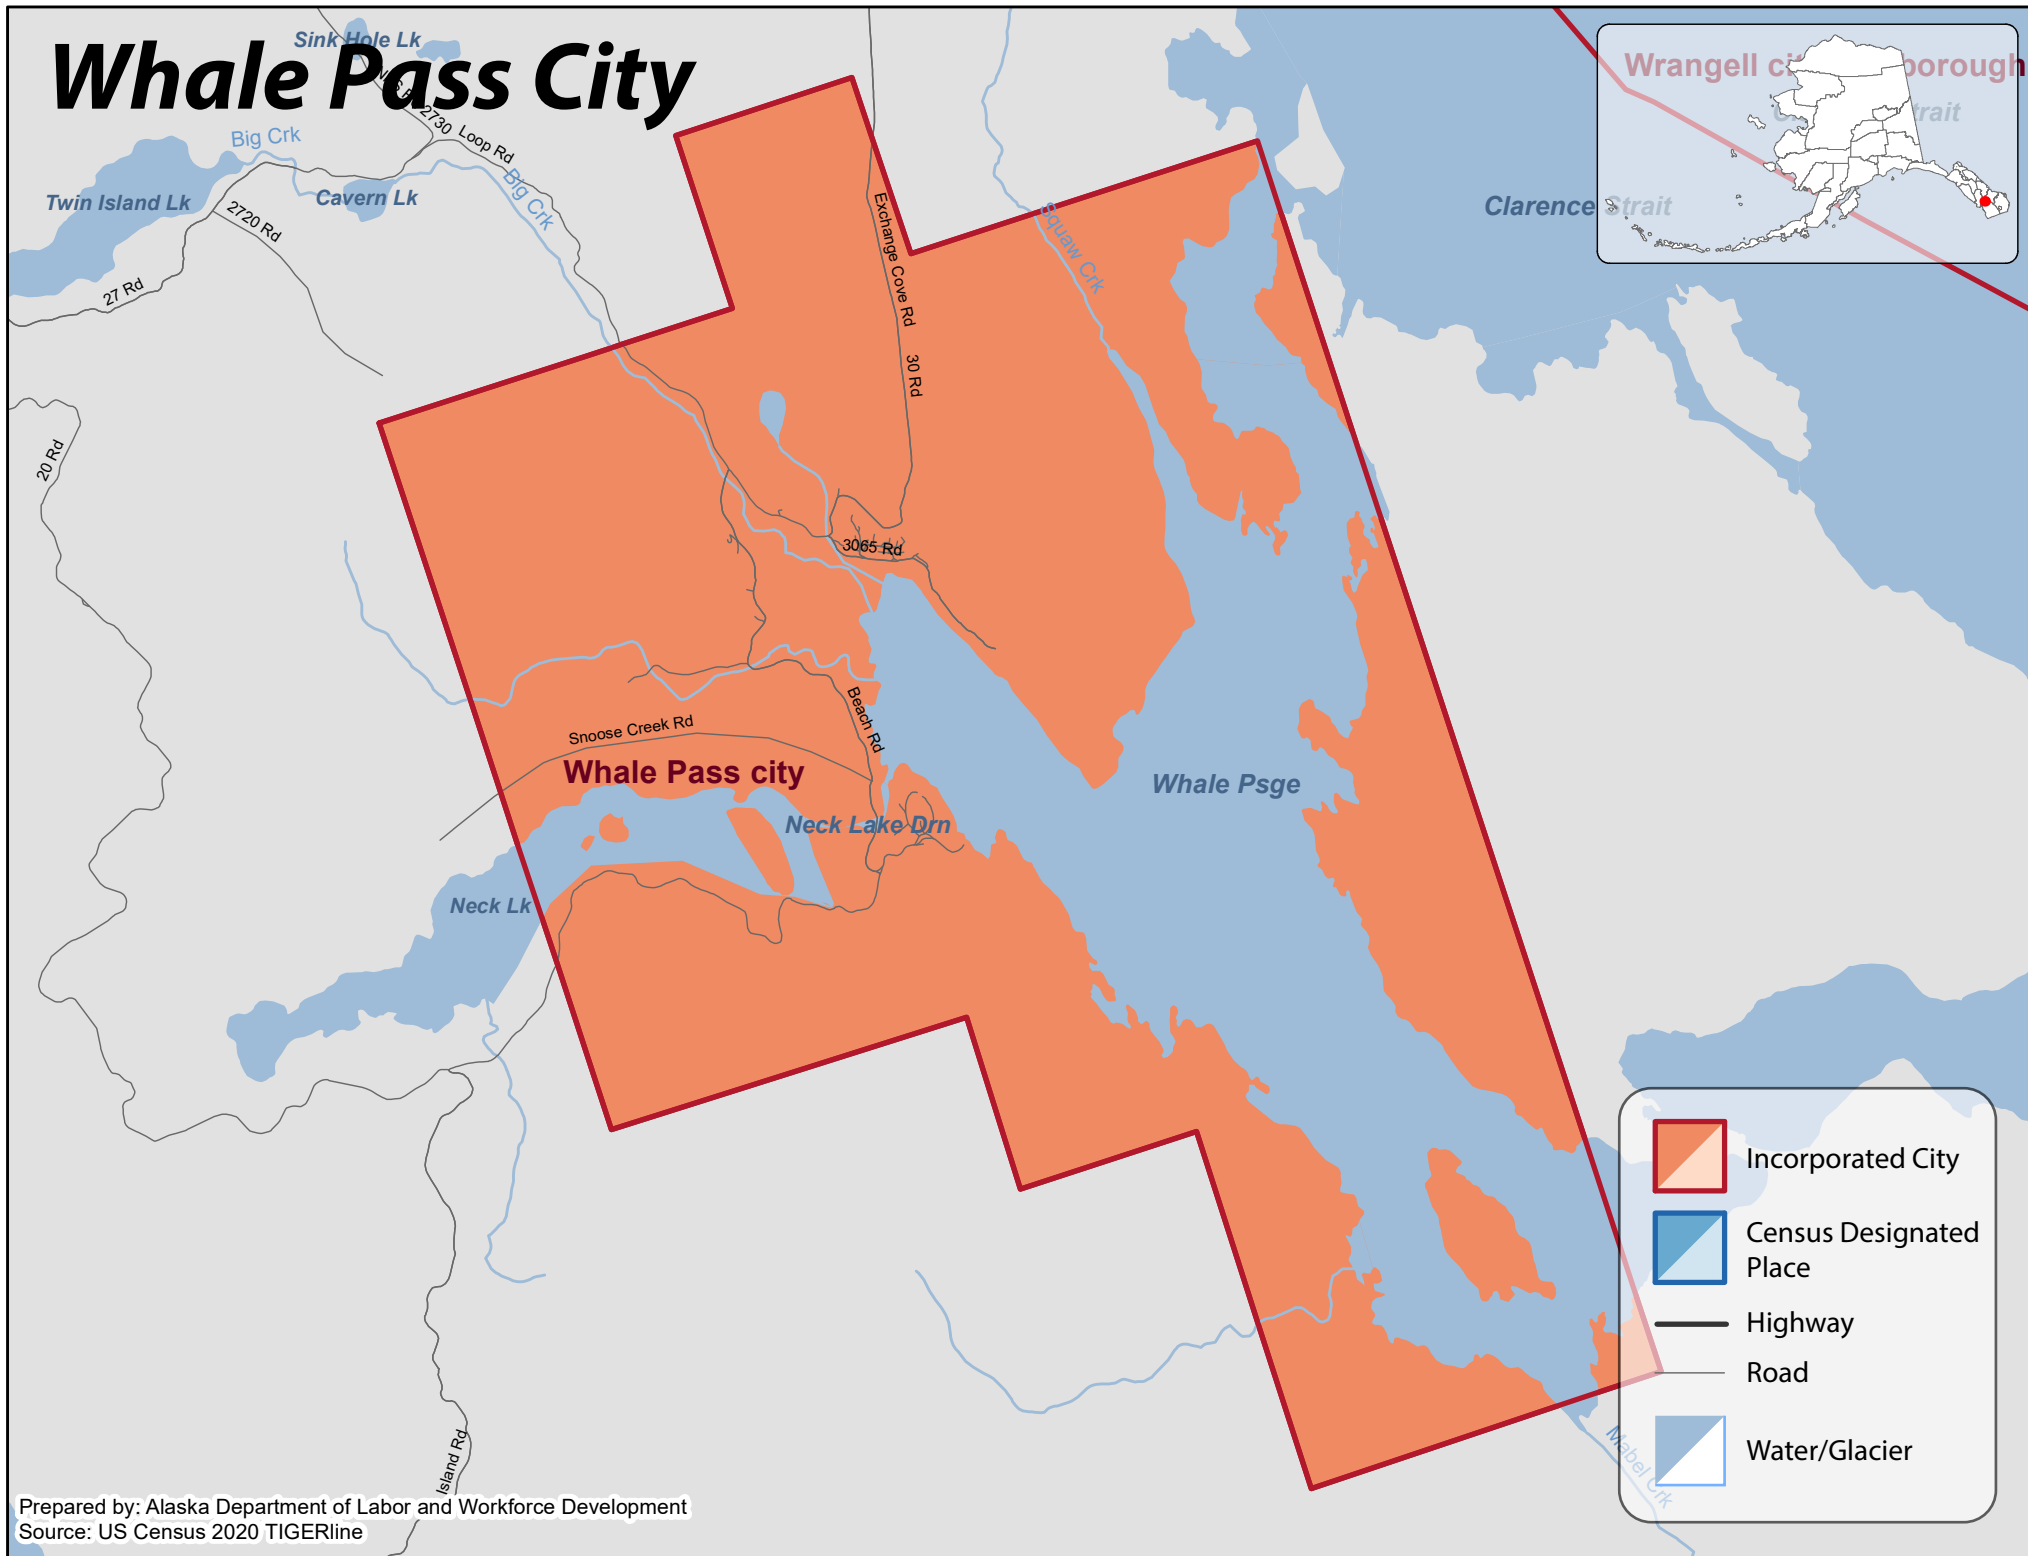 Whale Pass City
Sink Hole Lk
Wrangell
borough
Clarence Strait
Big Crk
2730
Loop Rd
Twin Island Lk
Cavern Lk
Big Crk
2720 Rd
27 Rd
Exchange Cove Rd
Squaw Crk
30 Rd
20 Rd
3065 Rd
Beach Rd
Snoose Creek Rd
Whale Pass city
Whale Psge
Neck Lake Drn
Neck Lk
Incorporated City
Census Designated
Place
Highway
Road
Water/Glacier
Mabel Crk
Island Rd
Prepared by: Alaska Department of Labor and Workforce Development
Source: US Census 2020 TIGERline